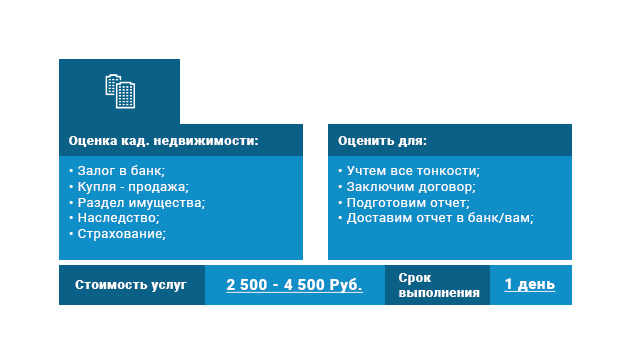 Оценка кад. недвижимости:
• Залог в банк;
• Купля - продажа;
• Раздел имущества;
• Наследство;
• Страхование;
Оценить для:
• Учтем все тонкости;
• Заключим договор;
• Подготовим отчет;
• Доставим отчет в банк/вам;
Стоимость услуг
2 500 - 4 500 Руб.
Срок
выполнения
1 день